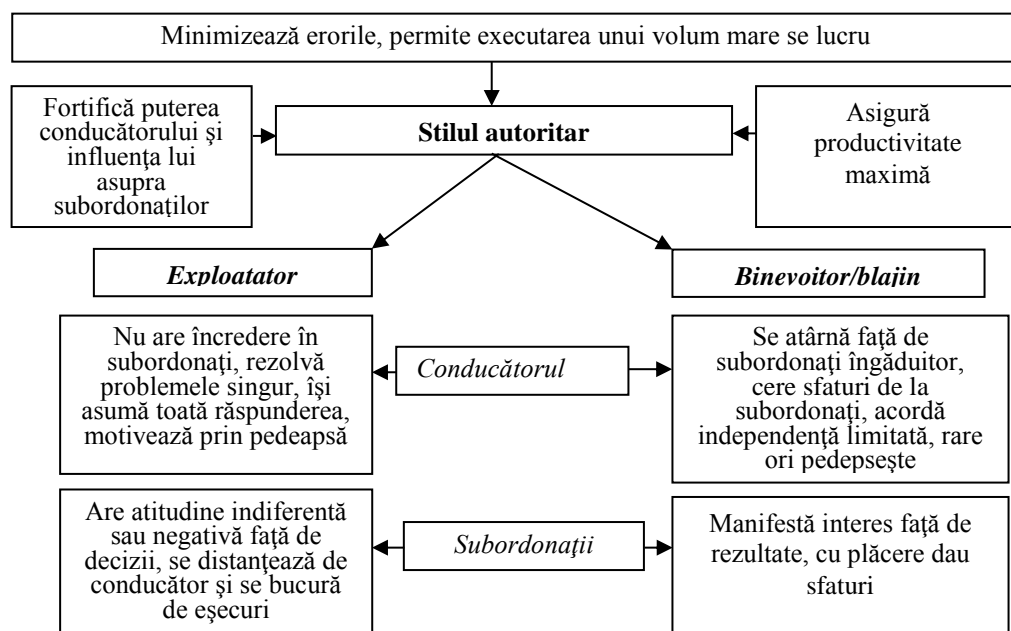 Minimizează erorile, permite executarea unui volum mare se lucru
Fortifică puterea
conducătorului şi
influenţa lui
asupra
subordonaţilor
Stilul autoritar
Asigură
productivitate
maximă
Exploatator
Binevoitor/blajin
Nu are încredere în
subordonaţi, rezolvă
problemele singur, îşi
asumă toată răspunderea,
motivează prin pedeapsă
Conducătorul
Se atârnă faţă de
subordonaţi îngăduitor,
cere sfaturi de la
subordonaţi, acordă
independenţă limitată, rare
ori pedepseşte
Are atitudine indiferentă
sau negativă faţă de
decizii, se distanţează de
conducător şi se bucură
de eşecuri
Subordonaţii
Manifestă interes faţă de
rezultate, cu plăcere dau
sfaturi